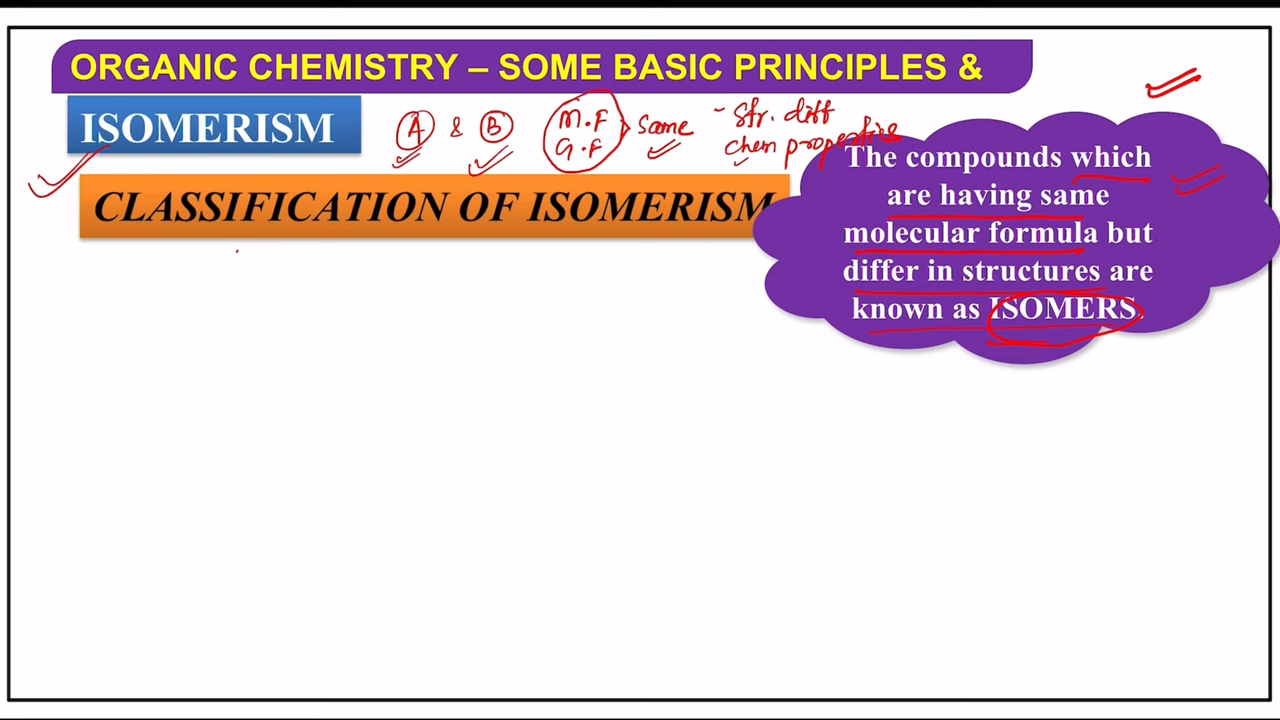 ORGANIC CHEMISTRY – SOME BASIC PRINCIPLES &
ISOMERISM
A & B
M.F
G.F
Same
- Str. diff
chem properties
CLASSIFICATION OF ISOMERISM
The compounds which
are having same
molecular formula but
differ in structures are
known as ISOMERS.